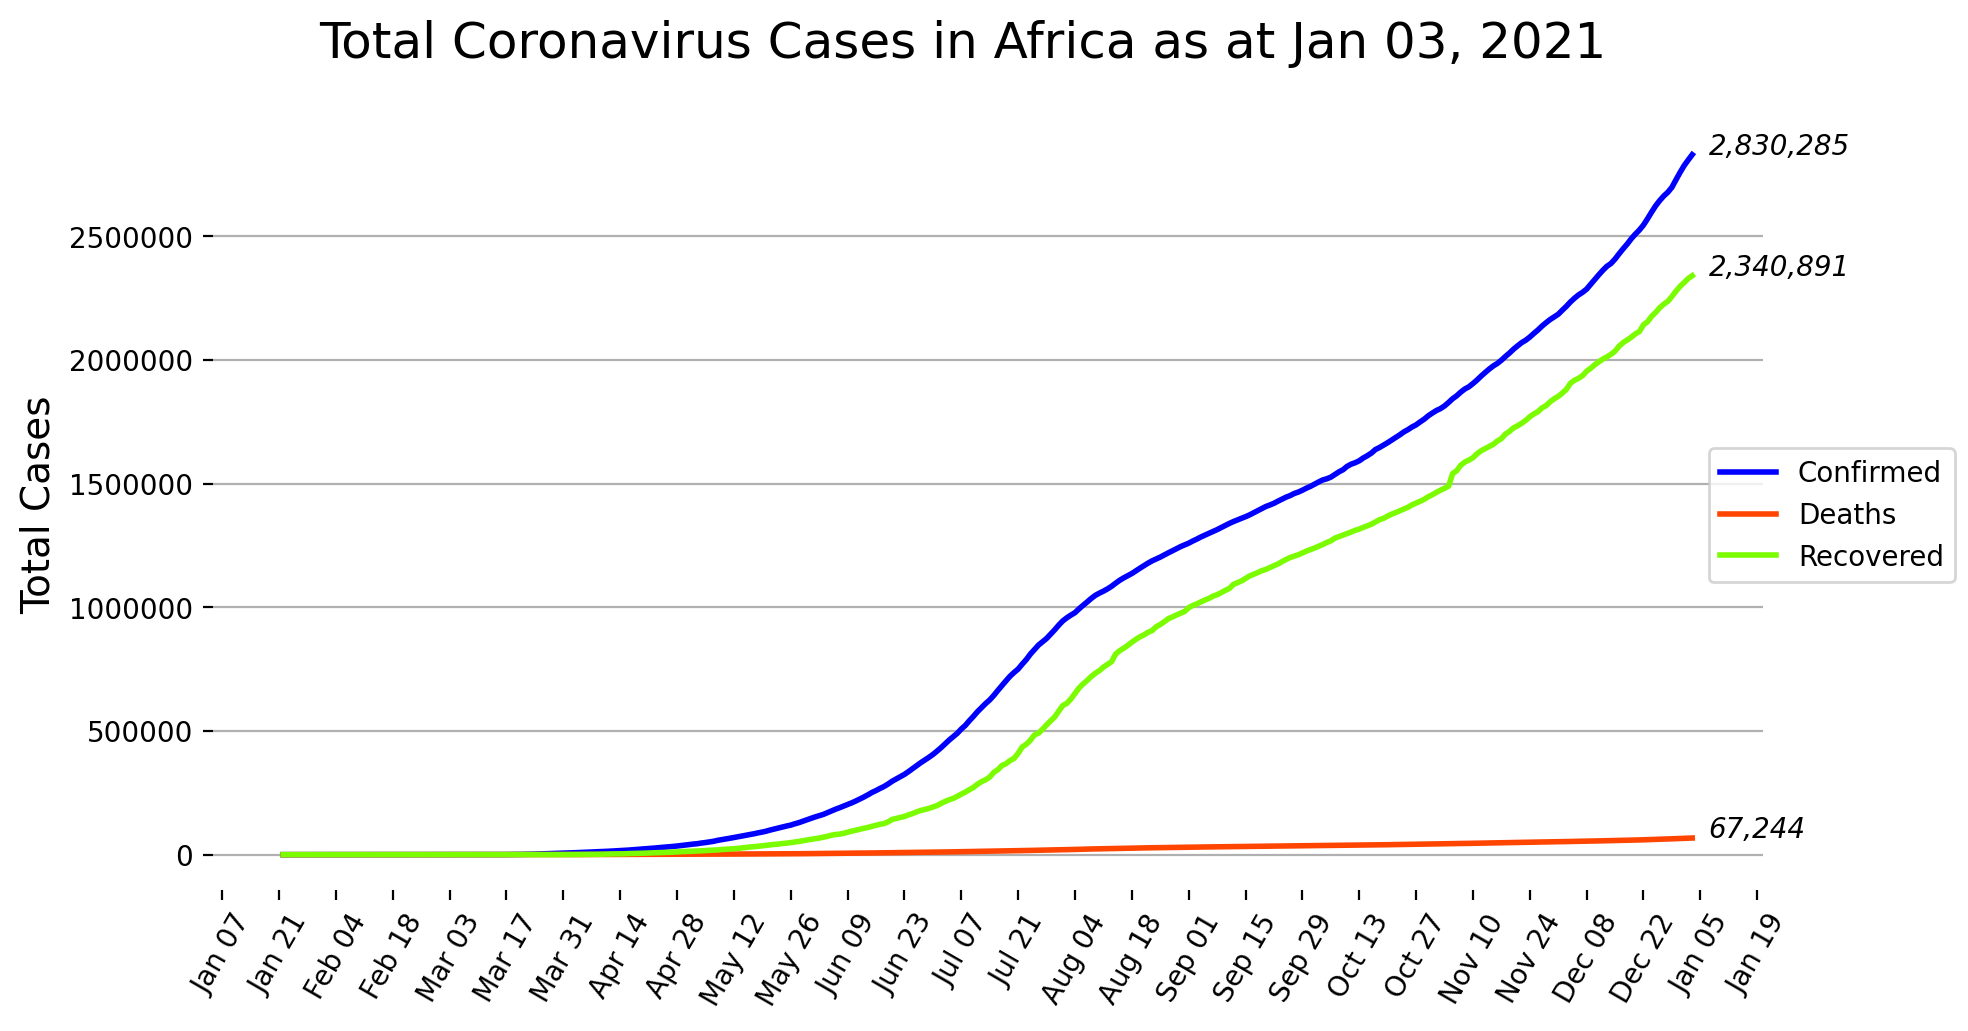 Total Coronavirus Cases in Africa as at Jan 03, 2021
2,830,285
2500000
2,340,891
2000000
Total Cases
1500000
Confirmed
Deaths
Recovered
1000000
500000
67,244
0
Jan 07
Jan 21
Feb 04
Feb 18
Mar 03
Mar 17
Mar 31
Apr 14
Apr 28
May 12
May 26
Jun 09
Jun 23
Jul 07
Jul 21
Aug 04
Aug 18
Sep 01
Sep 15
Sep 29
Oct 13
Oct 27
Nov 10
Nov 24
Dec 08
Dec 22
Jan 05
Jan 19